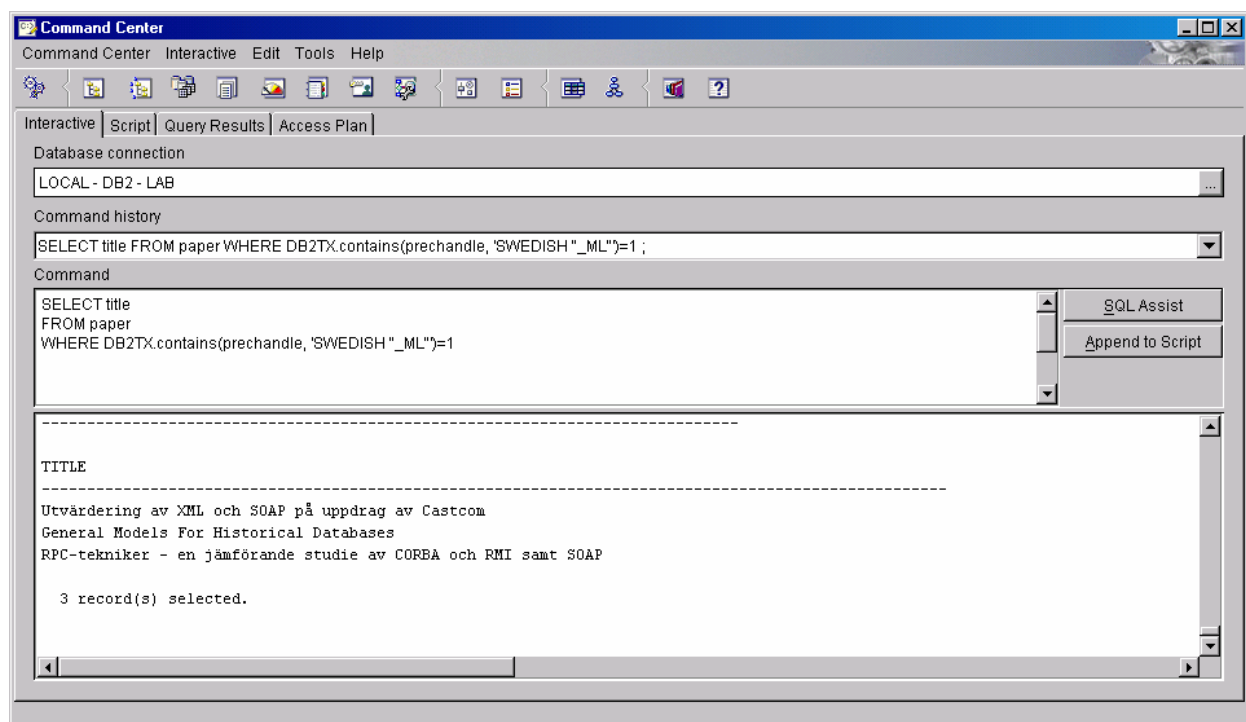 Command Center
Command Center Interactive Edit Tools Help
Interactive Script Query Results Access Plan
Database connection
LOCAL - DB2 - LAB
...
Command history
SELECT title FROM paper WHERE DB2TX.contains(prechandle, 'SWEDISH "_ML"')=1 ;
Command
SELECT title
FROM paper
WHERE DB2TX.contains(prechandle, 'SWEDISH "_ML"')=1
SQL Assist
Append to Script
--------------------------------------------------------------------------------
TITLE
----------------------------------------------------------------------------------------------------
Utvärdering av XML och SOAP på uppdrag av Castcom
General Models For Historical Databases
RPC-tekniker - en jämförande studie av CORBA och RMI samt SOAP
3 record(s) selected.